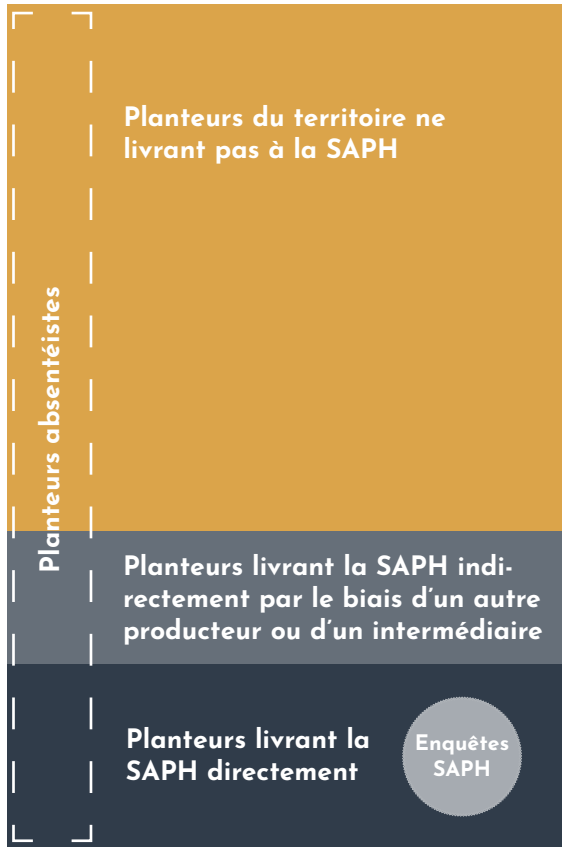 Planteurs du territoire ne
livrant pas à la SAPH
Planteurs absentéistes
Planteurs livrant la SAPH indi-
rectement par le biais d’un autre
producteur ou d’un intermédiaire
Planteurs livrant la
SAPH directement
Enquêtes
SAPH